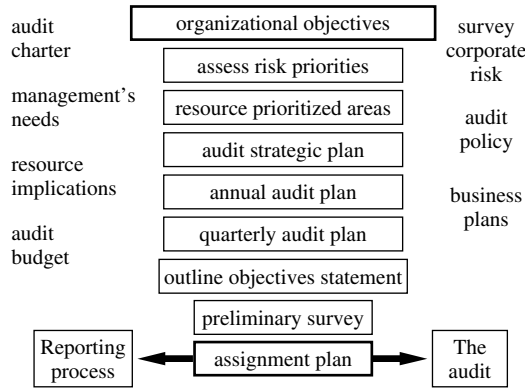 audit
charter
management's
needs
resource
implications
audit
budget
organizational objectives
assess risk priorities
resource prioritized areas
audit strategic plan
annual audit plan
quarterly audit plan
outline objectives statement
preliminary survey
assignment plan
survey
corporate
risk
audit
policy
business
plans
Reporting
process
The
audit